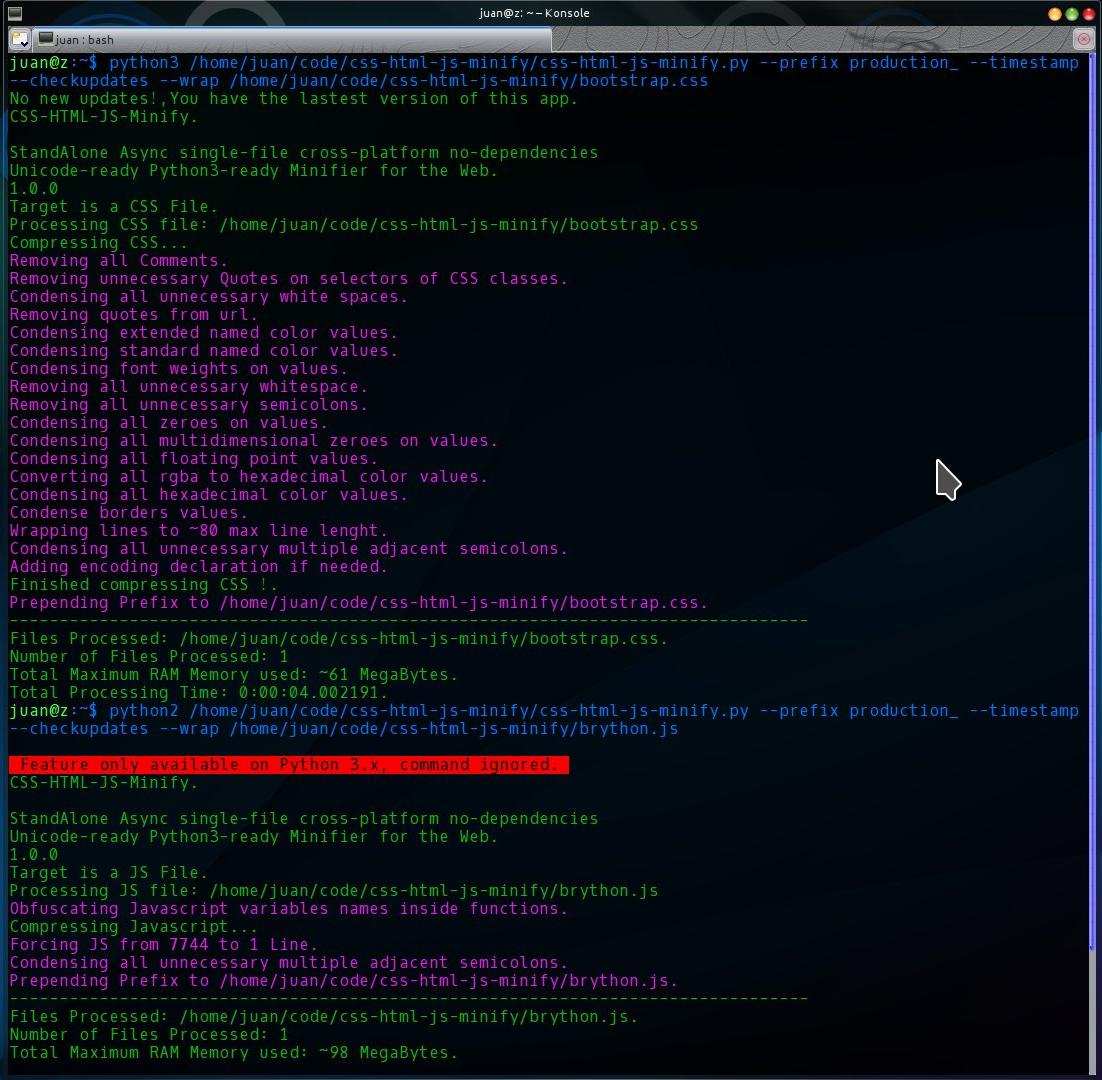 juan@z: ~ – Konsole
juan : bash
juan@z:~$ python3 /home/juan/code/css-html-js-minify/css-html-js-minify.py --prefix production_ --timestamp
--checkupdates --wrap /home/juan/code/css-html-js-minify/bootstrap.css
No new updates!,You have the lastest version of this app.
CSS-HTML-JS-Minify.
StandAlone Async single-file cross-platform no-dependencies
Unicode-ready Python3-ready Minifier for the Web.
1.0.0
Target is a CSS File.
Processing CSS file: /home/juan/code/css-html-js-minify/bootstrap.css
Compressing CSS...
Removing all Comments.
Removing unnecessary Quotes on selectors of CSS classes.
Condensing all unnecessary white spaces.
Removing quotes from url.
Condensing extended named color values.
Condensing standard named color values.
Condensing font weights on values.
Removing all unnecessary whitespace.
Removing all unnecessary semicolons.
Condensing all zeroes on values.
Condensing all multidimensional zeroes on values.
Condensing all floating point values.
Converting all rgba to hexadecimal color values.
Condensing all hexadecimal color values.
Condense borders values.
Wrapping lines to ~80 max line lenght.
Condensing all unnecessary multiple adjacent semicolons.
Adding encoding declaration if needed.
Finished compressing CSS !.
Prepending Prefix to /home/juan/code/css-html-js-minify/bootstrap.css.
--------------------------------------------------------------------------------
Files Processed: /home/juan/code/css-html-js-minify/bootstrap.css.
Number of Files Processed: 1
Total Maximum RAM Memory used: ~61 MegaBytes.
Total Processing Time: 0:00:04.002191.
juan@z:~$ python2 /home/juan/code/css-html-js-minify/css-html-js-minify.py --prefix production_ --timestamp
--checkupdates --wrap /home/juan/code/css-html-js-minify/brython.js
Feature only available on Python 3.x, command ignored.
CSS-HTML-JS-Minify.
StandAlone Async single-file cross-platform no-dependencies
Unicode-ready Python3-ready Minifier for the Web.
1.0.0
Target is a JS File.
Processing JS file: /home/juan/code/css-html-js-minify/brython.js
Obfuscating Javascript variables names inside functions.
Compressing Javascript...
Forcing JS from 7744 to 1 Line.
Condensing all unnecessary multiple adjacent semicolons.
Prepending Prefix to /home/juan/code/css-html-js-minify/brython.js.
--------------------------------------------------------------------------------
Files Processed: /home/juan/code/css-html-js-minify/brython.js.
Number of Files Processed: 1
Total Maximum RAM Memory used: ~98 MegaBytes.